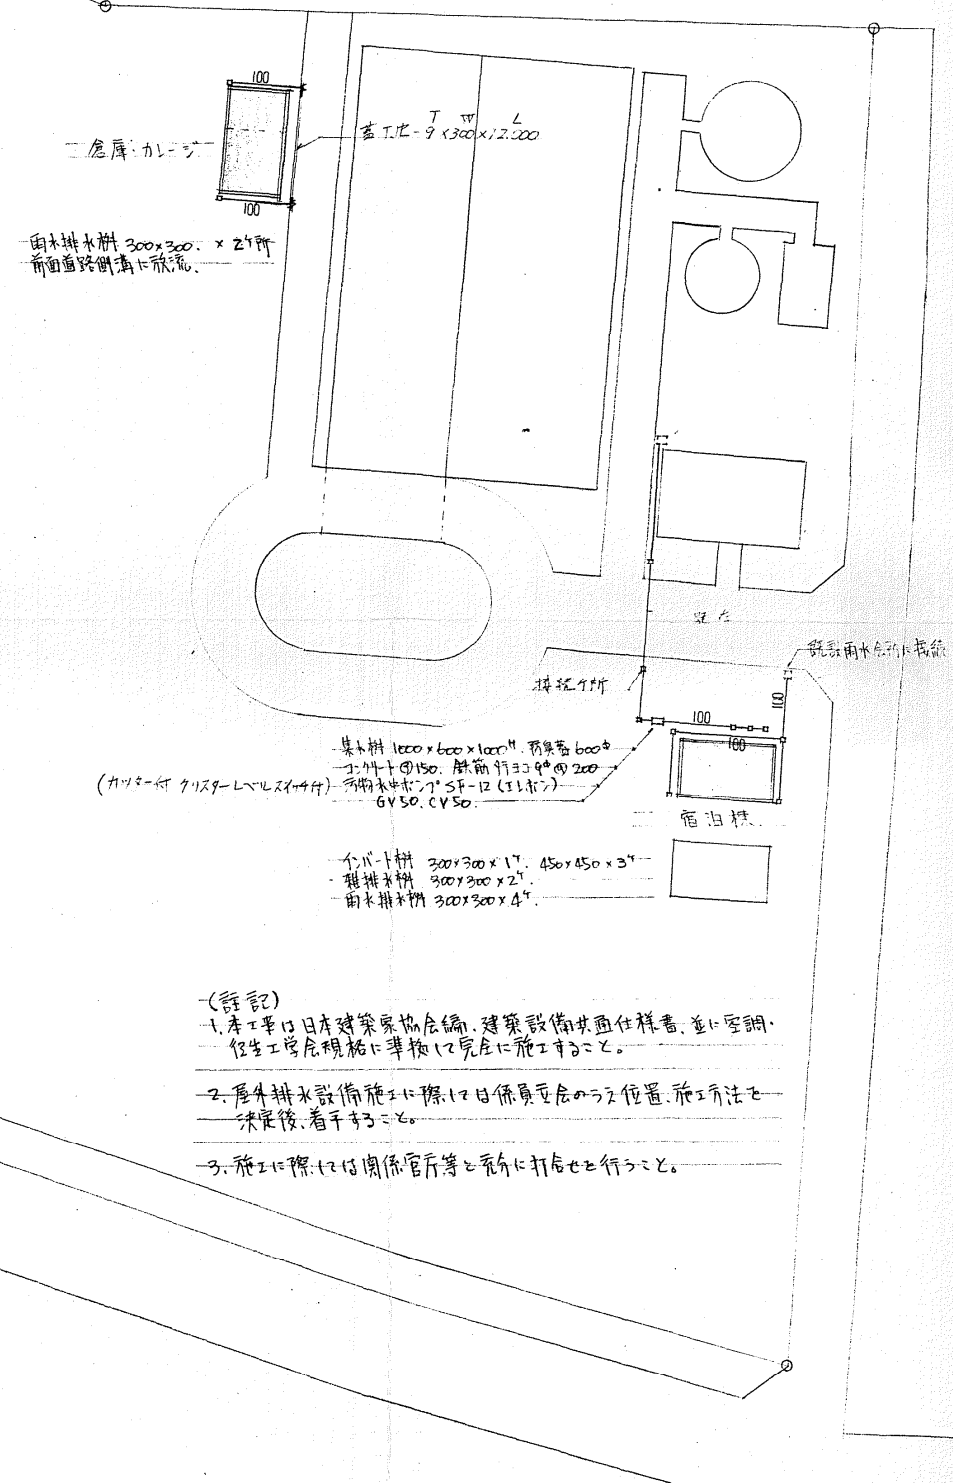 100
T W L
蓋工法-9×300×12.000
倉庫・ガレージ
100
雨水排水桝 300×300. × 2ヶ所
前面道路側溝に放流.
既設雨水会所に接続
接続ヶ所
100
100
100
集水桝 1000×600×1000H. 防臭蓋 600φ
コンクリート⑦150. 鉄筋タテヨコ9φ@200
(カッター付 クリスターレベルスイッチ付) 汚物水中ポンプSF-12(エレポン)
GV50. CV50.
宿泊棟
インバート桝 300×300×1ヶ. 450×450×3ヶ
雑排水桝 300×300×2ヶ.
雨水排水桝 300×300×4ヶ.
(註記)
1. 本工事は日本建築家協会編、建築設備共通仕様書、並に空調・
衛生工学会規格に準拠して完全に施工すること。
2. 屋外排水設備施工に際しては係員立会のうえ位置、施工方法を
決定後、着手すること。
3. 施工に際しては関係官庁等と充分に打合せを行うこと。